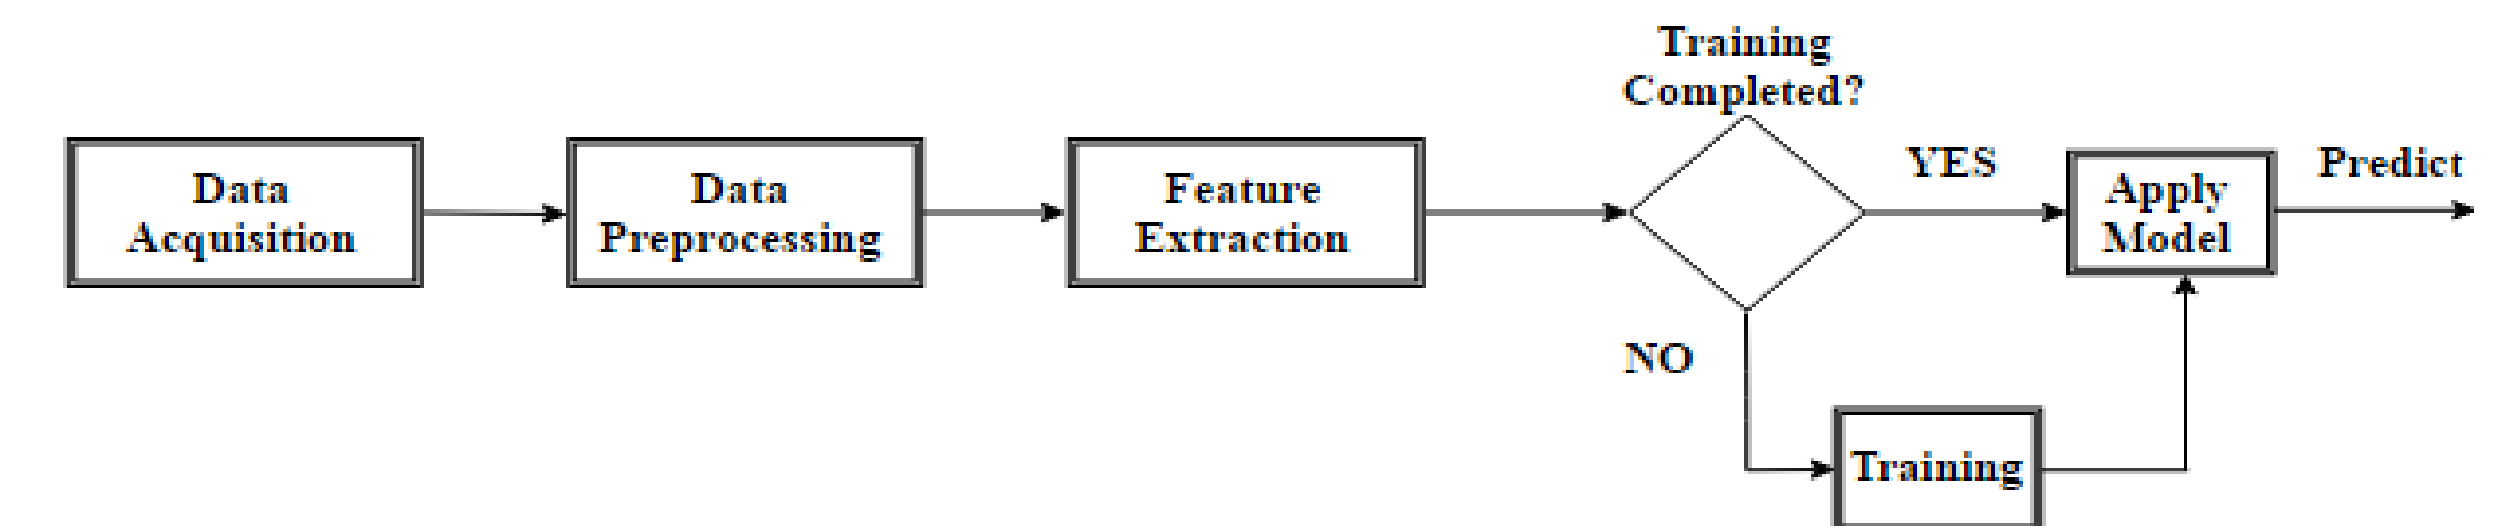 Data
Acquisition
Data
Preprocessing
Feature
Extraction
Training
Completed?
YES
NO
Training
Apply
Model
Predict